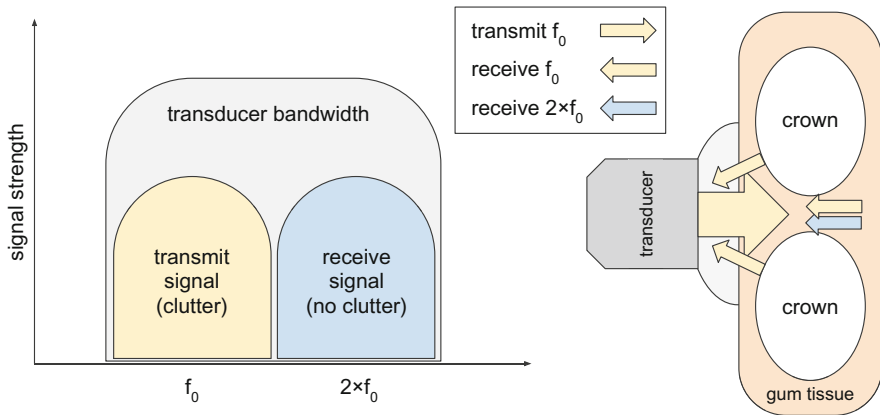 signal strength
transducer bandwidth
transmit
signal
(clutter)
receive
signal
(no clutter)
f₀
2×f₀
transmit f₀
receive f₀
receive 2×f₀
transducer
crown
crown
gum tissue